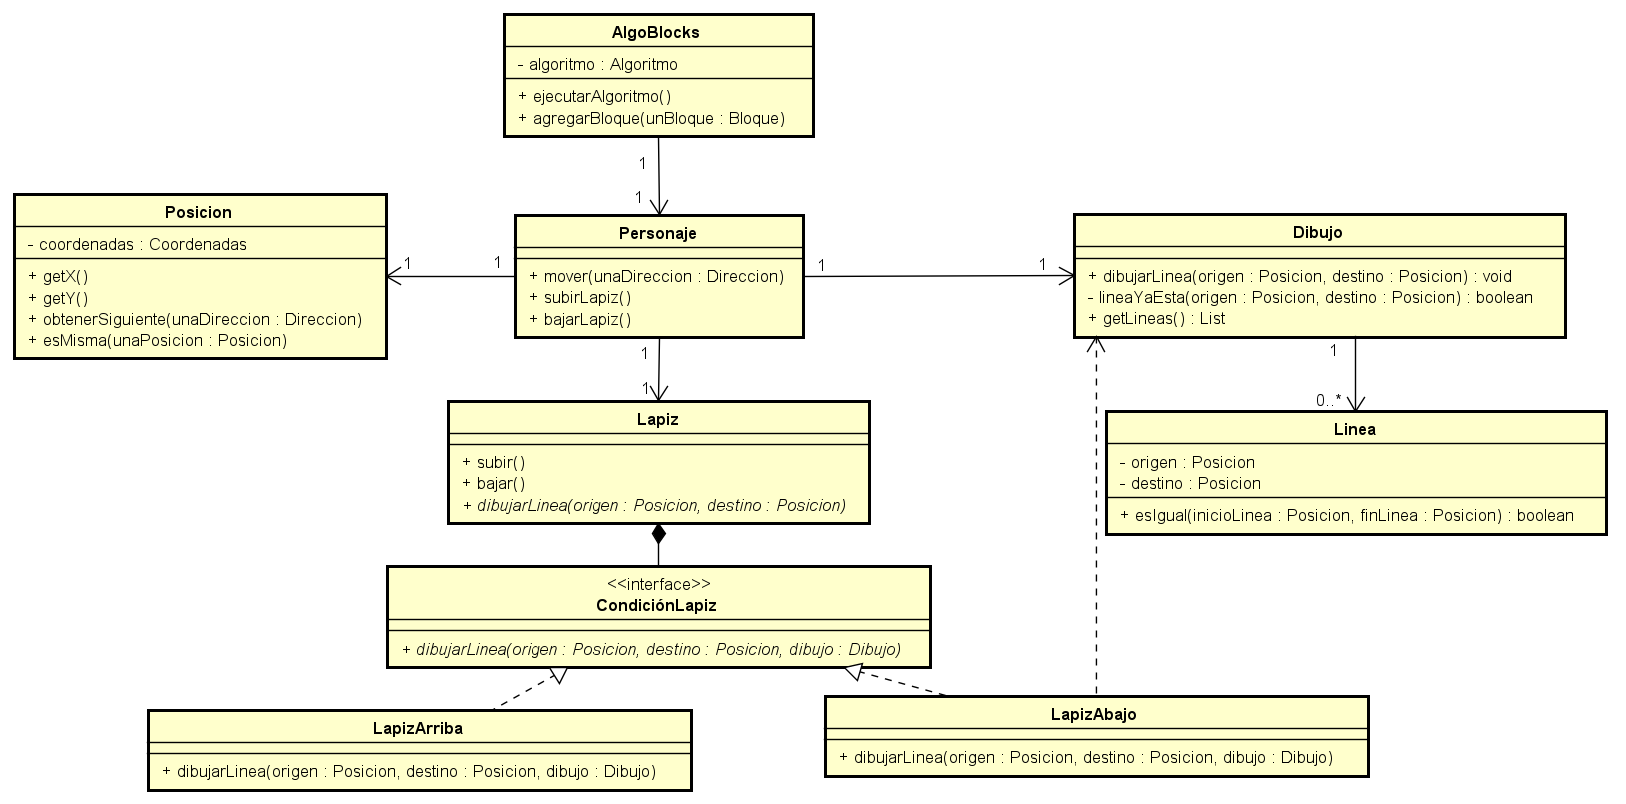 AlgoBlocks
- algoritmo : Algoritmo
+ ejecutarAlgoritmo()
+ agregarBloque(unBloque : Bloque)
1
1
Posicion
- coordenadas : Coordenadas
+ getX()
+ getY()
+ obtenerSiguiente(unaDireccion : Direccion)
+ esMisma(unaPosicion : Posicion)
1
1
Personaje
+ mover(unaDireccion : Direccion)
+ subirLapiz()
+ bajarLapiz()
1
1
Dibujo
+ dibujarLinea(origen : Posicion, destino : Posicion) : void
- lineaYaEsta(origen : Posicion, destino : Posicion) : boolean
+ getLineas() : List
1
1
1
0..*
Lapiz
+ subir()
+ bajar()
+ dibujarLinea(origen : Posicion, destino : Posicion)
Linea
- origen : Posicion
- destino : Posicion
+ esIgual(inicioLinea : Posicion, finLinea : Posicion) : boolean
<<interface>>
CondiciónLapiz
+ dibujarLinea(origen : Posicion, destino : Posicion, dibujo : Dibujo)
LapizArriba
+ dibujarLinea(origen : Posicion, destino : Posicion, dibujo : Dibujo)
LapizAbajo
+ dibujarLinea(origen : Posicion, destino : Posicion, dibujo : Dibujo)